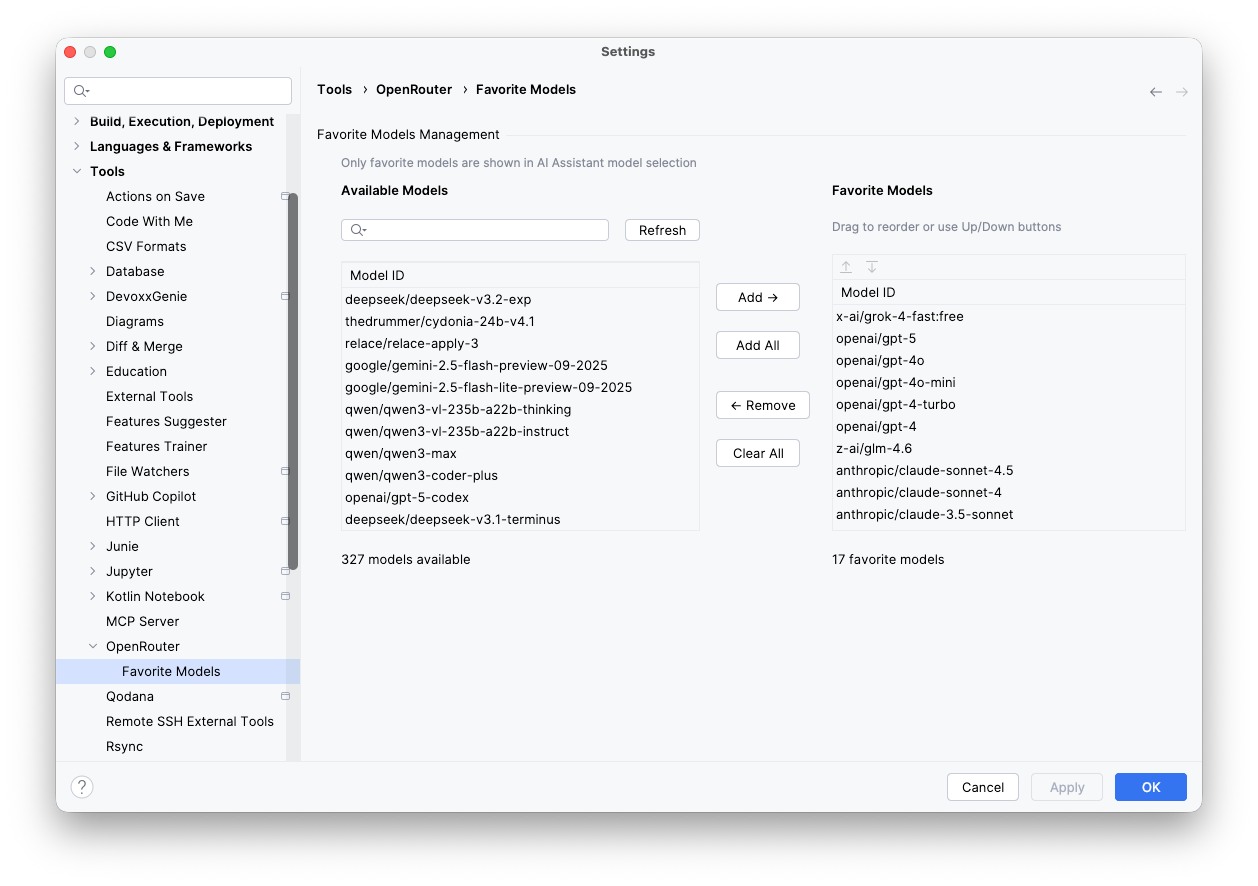 Settings
Build, Execution, Deployment
Languages & Frameworks
Tools
Actions on Save
Code With Me
CSV Formats
Database
DevoxxGenie
Diagrams
Diff & Merge
Education
External Tools
Features Suggester
Features Trainer
File Watchers
GitHub Copilot
HTTP Client
Junie
Jupyter
Kotlin Notebook
MCP Server
OpenRouter
Favorite Models
Qodana
Remote SSH External Tools
Rsync
Tools › OpenRouter › Favorite Models
Favorite Models Management
Only favorite models are shown in AI Assistant model selection
Available Models
Refresh
Model ID
deepseek/deepseek-v3.2-exp
thedrummer/cydonia-24b-v4.1
relace/relace-apply-3
google/gemini-2.5-flash-preview-09-2025
google/gemini-2.5-flash-lite-preview-09-2025
qwen/qwen3-vl-235b-a22b-thinking
qwen/qwen3-vl-235b-a22b-instruct
qwen/qwen3-max
qwen/qwen3-coder-plus
openai/gpt-5-codex
deepseek/deepseek-v3.1-terminus
327 models available
Add →
Add All
← Remove
Clear All
Favorite Models
Drag to reorder or use Up/Down buttons
Model ID
x-ai/grok-4-fast:free
openai/gpt-5
openai/gpt-4o
openai/gpt-4o-mini
openai/gpt-4-turbo
openai/gpt-4
z-ai/glm-4.6
anthropic/claude-sonnet-4.5
anthropic/claude-sonnet-4
anthropic/claude-3.5-sonnet
17 favorite models
?
Cancel
Apply
OK